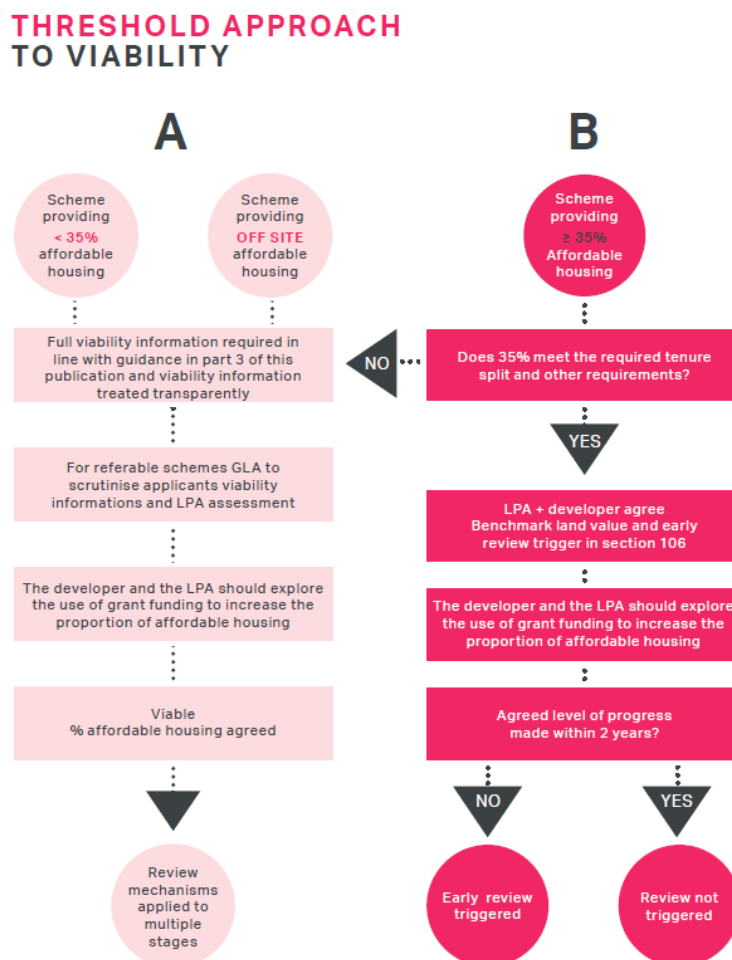 THRESHOLD APPROACH
TO VIABILITY
A
Scheme
providing
< 35%
affordable
housing
Scheme
providing
OFF SITE
affordable
housing
Full viability information required in
line with guidance in part 3 of this
publication and viability information
treated transparently
For referable schemes GLA to
scrutinise applicants viability
informations and LPA assessment
The developer and the LPA should explore
the use of grant funding to increase the
proportion of affordable housing
Viable
% affordable housing agreed
Review
mechanisms
applied to
multiple
stages
B
Scheme
providing
≥ 35%
Affordable
housing
Does 35% meet the required tenure
split and other requirements?
NO
YES
LPA + developer agree
Benchmark land value and early
review trigger in section 106
The developer and the LPA should explore
the use of grant funding to increase the
proportion of affordable housing
Agreed level of progress
made within 2 years?
NO
Early review
triggered
YES
Review not
triggered